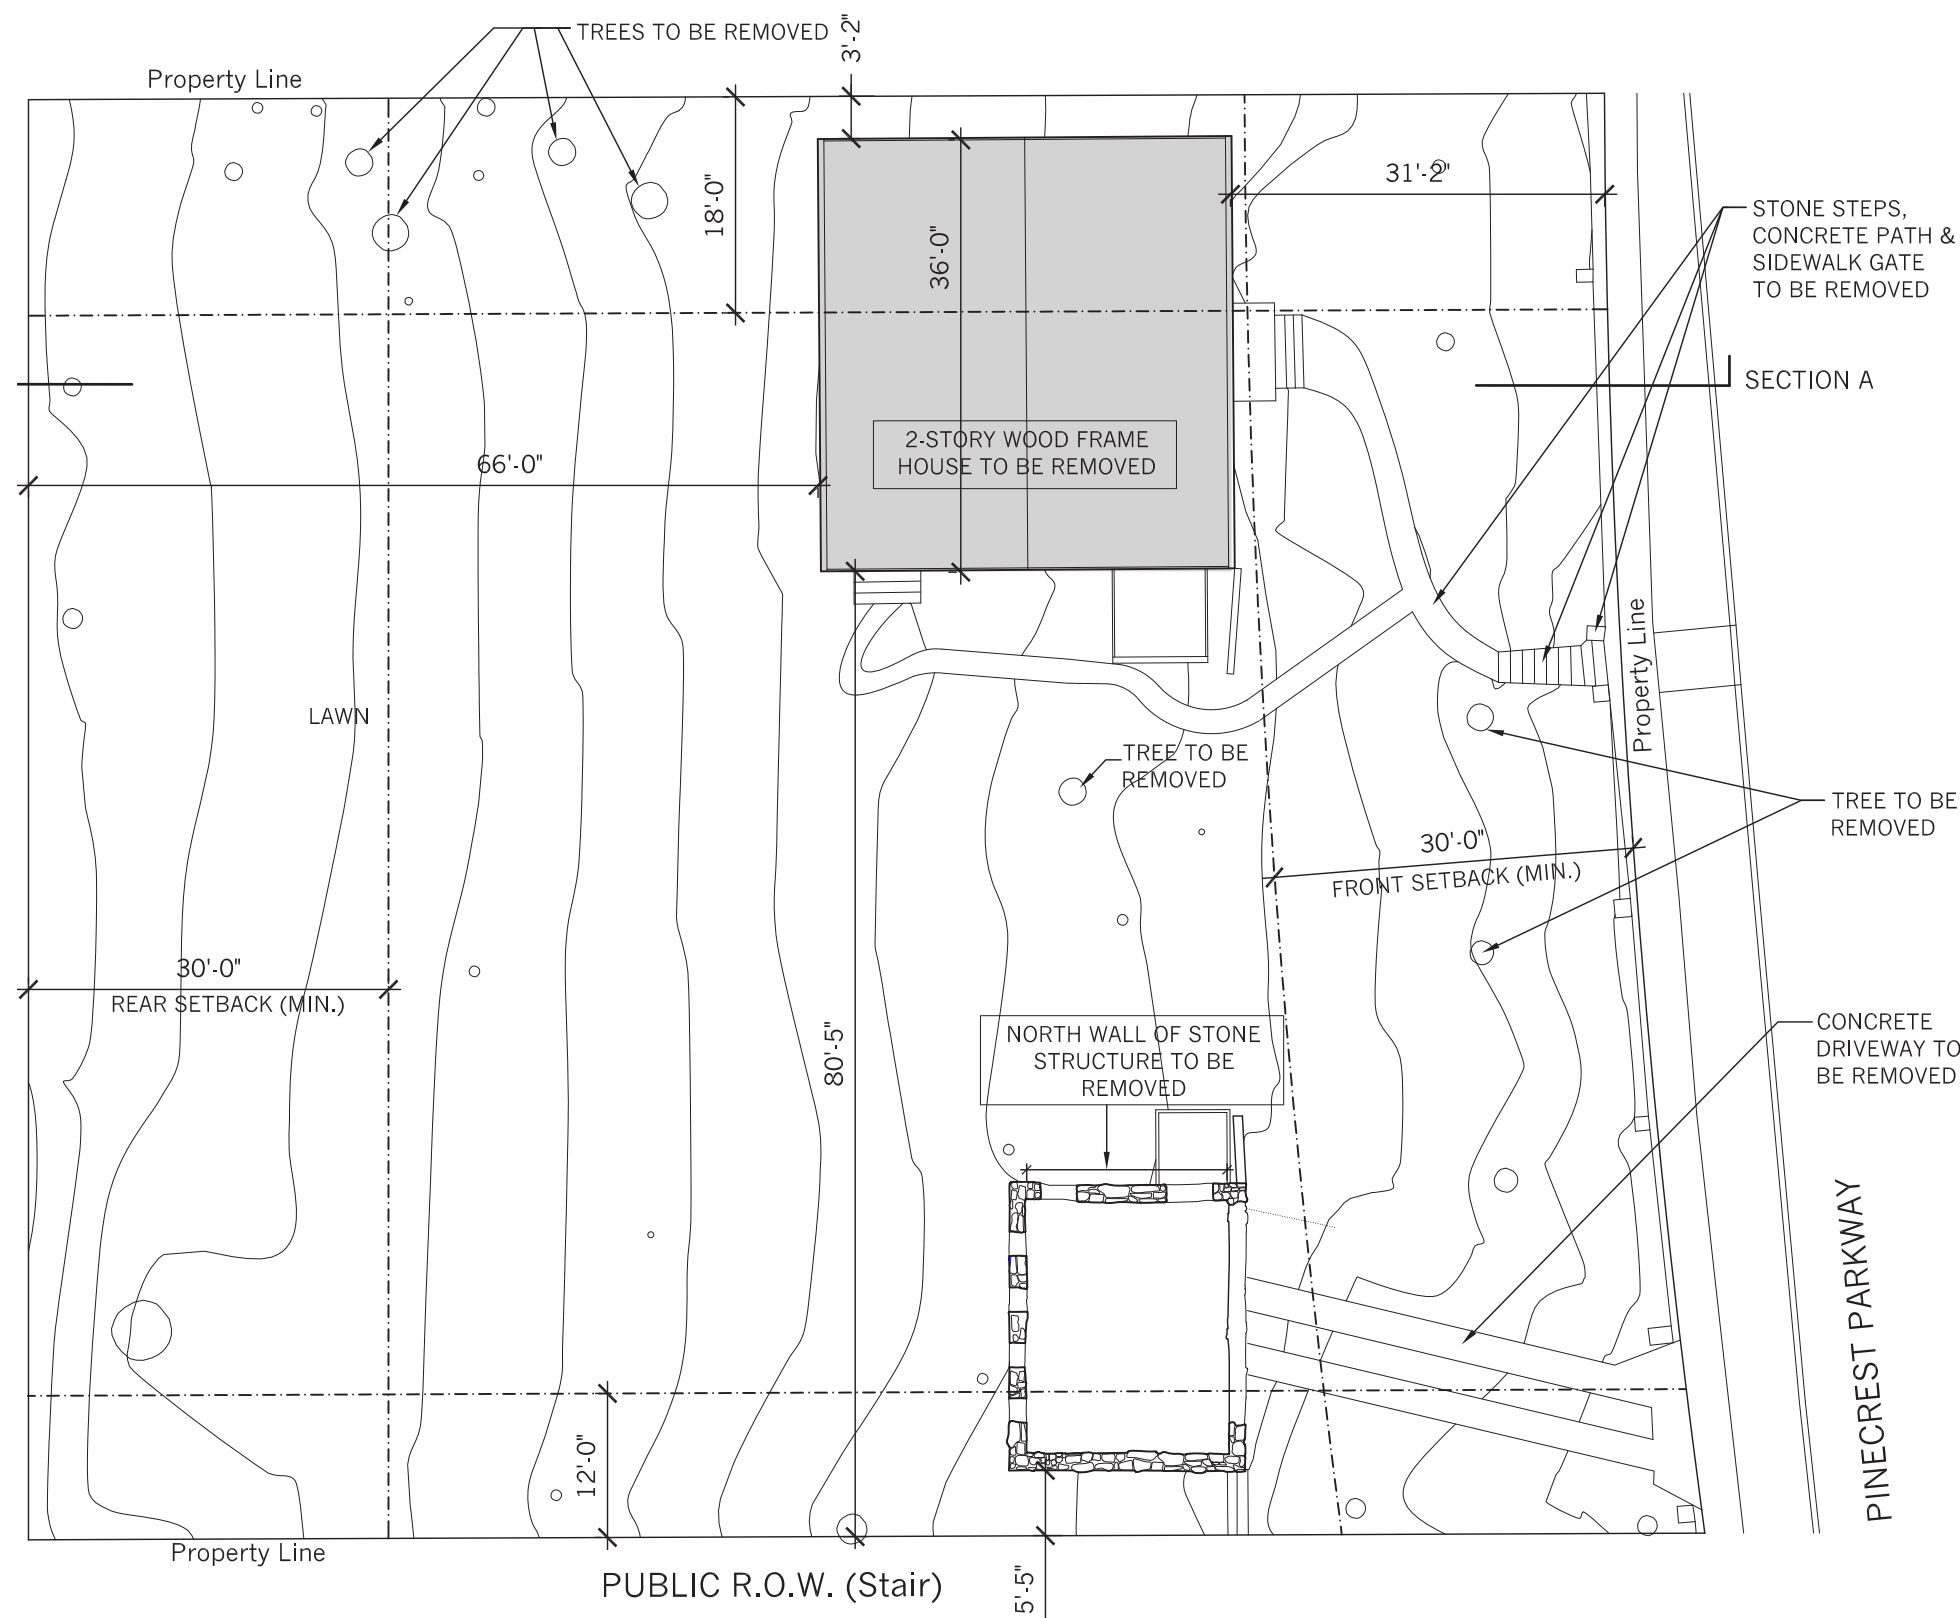 TREES TO BE REMOVED
3'-2"
Property Line
18'-0"
36'-0"
31'-2"
STONE STEPS,
CONCRETE PATH &
SIDEWALK GATE
TO BE REMOVED
SECTION A
2-STORY WOOD FRAME
HOUSE TO BE REMOVED
66'-0"
Property Line
LAWN
TREE TO BE
REMOVED
TREE TO BE
REMOVED
30'-0"
FRONT SETBACK (MIN.)
30'-0"
REAR SETBACK (MIN.)
80'-5"
NORTH WALL OF STONE
STRUCTURE TO BE
REMOVED
CONCRETE
DRIVEWAY TO
BE REMOVED
PINECREST PARKWAY
12'-0"
Property Line
PUBLIC R.O.W. (Stair)
5'-5"